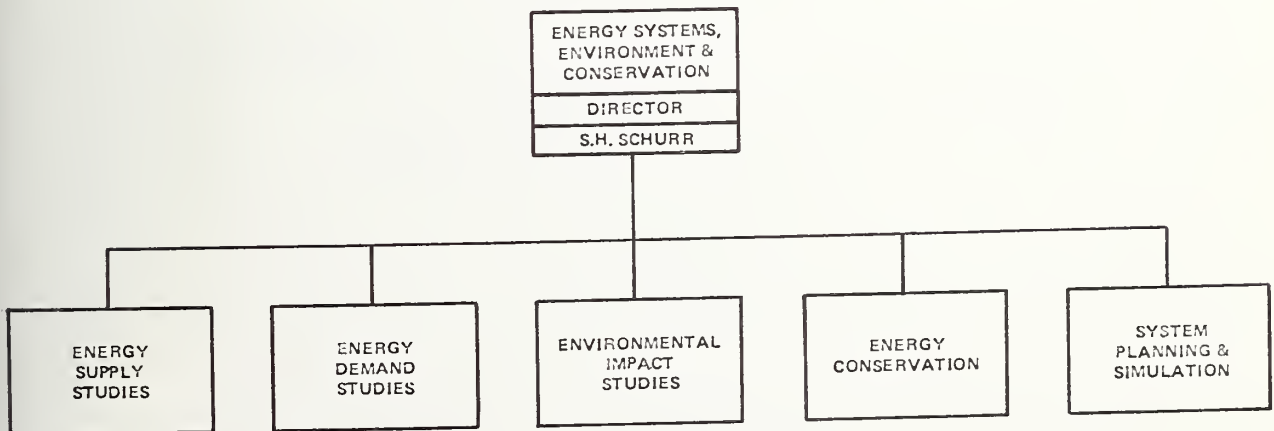 ENERGY SYSTEMS,
ENVIRONMENT &
CONSERVATION
DIRECTOR
S.H. SCHURR
ENERGY
SUPPLY
STUDIES
ENERGY
DEMAND
STUDIES
ENVIRONMENTAL
IMPACT
STUDIES
ENERGY
CONSERVATION
SYSTEM
PLANNING &
SIMULATION